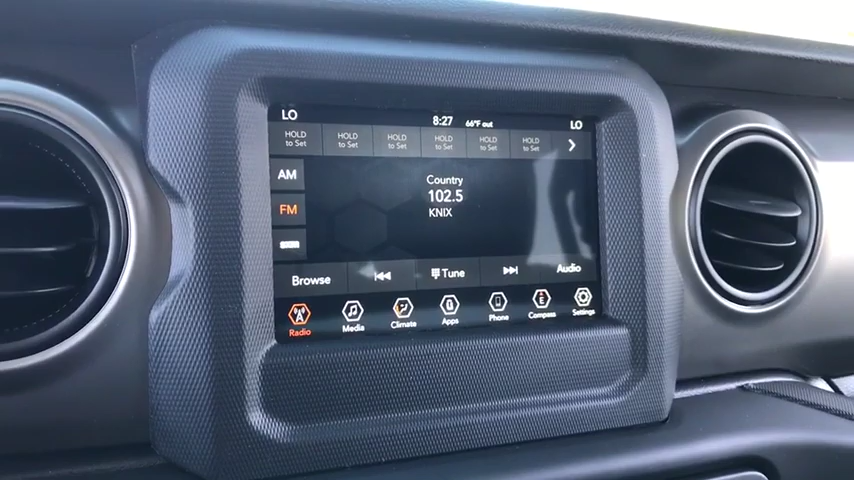 LO 8:27 66°F out LO
HOLD to Set HOLD to Set HOLD to Set HOLD to Set HOLD to Set HOLD to Set
AM
Country
FM
102.5
KNIX
Browse Tune Audio
Radio Media Climate Apps Phone Compass Settings
E